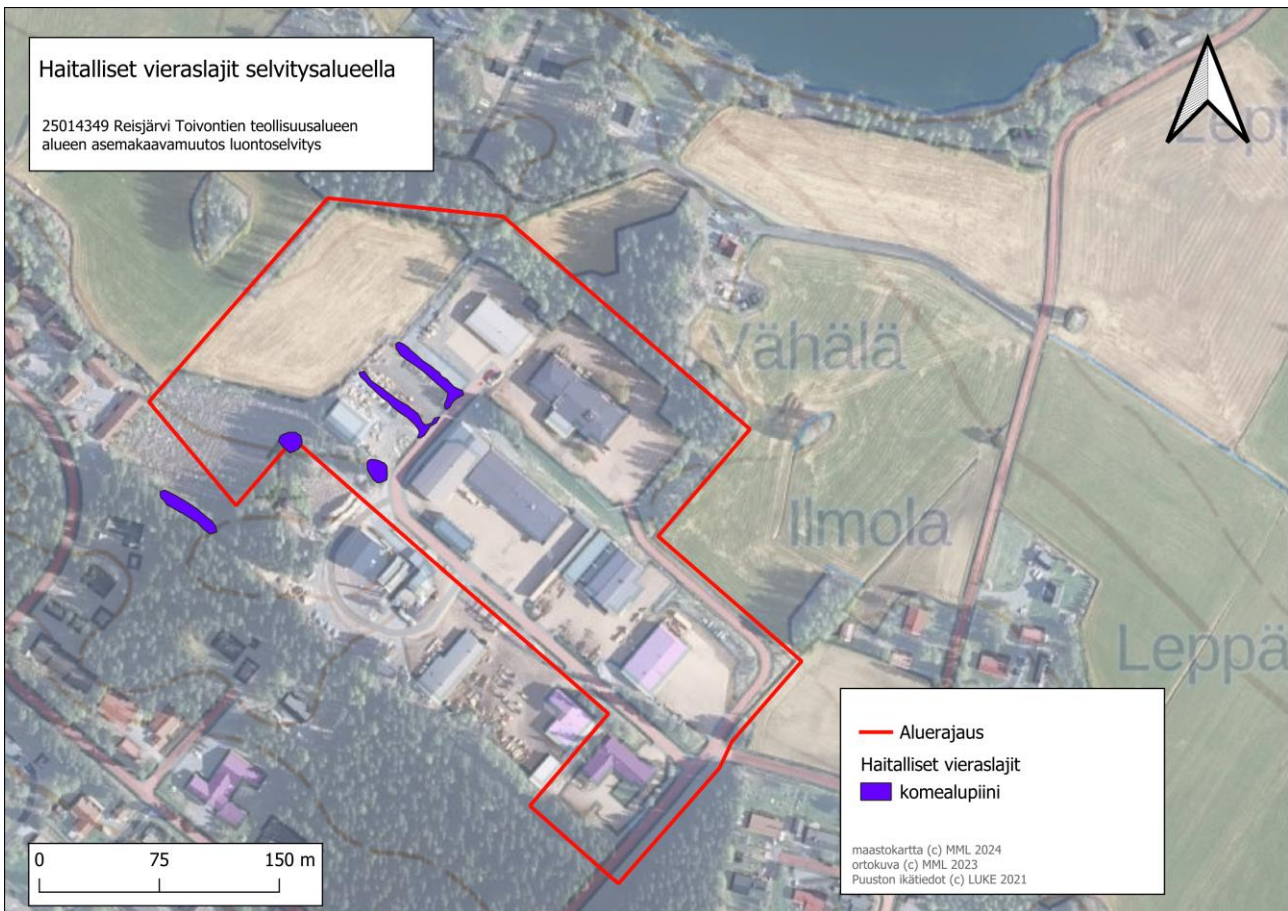 Haitalliset vieraslajit selvitysalueella
25014349 Reisjärvi Toivontien teollisuusalueen
alueen asemakaavamuutos luontoselvitys
Lepp
Vähälä
Ilmola
Leppä
Aluerajaus
Haitalliset vieraslajit
komealupiini
maastokartta (c) MML 2024
ortokuva (c) MML 2023
Puuston ikätiedot (c) LUKE 2021
0 75 150 m